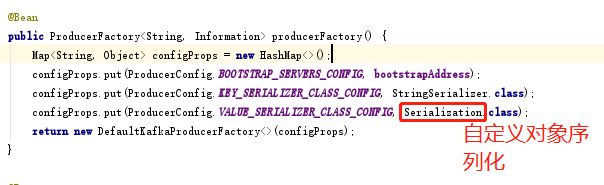 @Bean
public ProducerFactory<String, Information> producerFactory() {
Map<String, Object> configProps = new HashMap<>();
configProps.put(ProducerConfig.BOOTSTRAP_SERVERS_CONFIG, bootstrapAddress);
configProps.put(ProducerConfig.KEY_SERIALIZER_CLASS_CONFIG, StringSerializer.class);
configProps.put(ProducerConfig.VALUE_SERIALIZER_CLASS_CONFIG, Serialization.class);
return new DefaultKafkaProducerFactory<>(configProps);
}
自定义对象序
列化